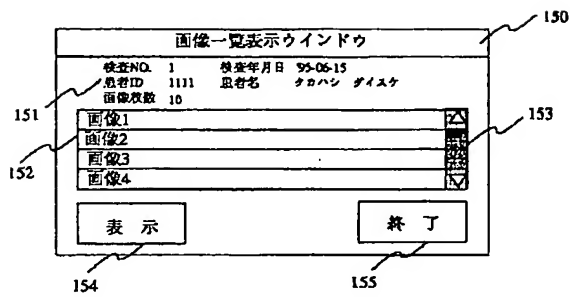 150
画像一覧表示ウインドウ
検査NO. 1 検査年月日 95-06-15
151 患者ID 1111 患者名 タカハシ ダイスケ
画像枚数 10
画像1
153
画像2
152
画像3
画像4
表 示 終 了
154 155